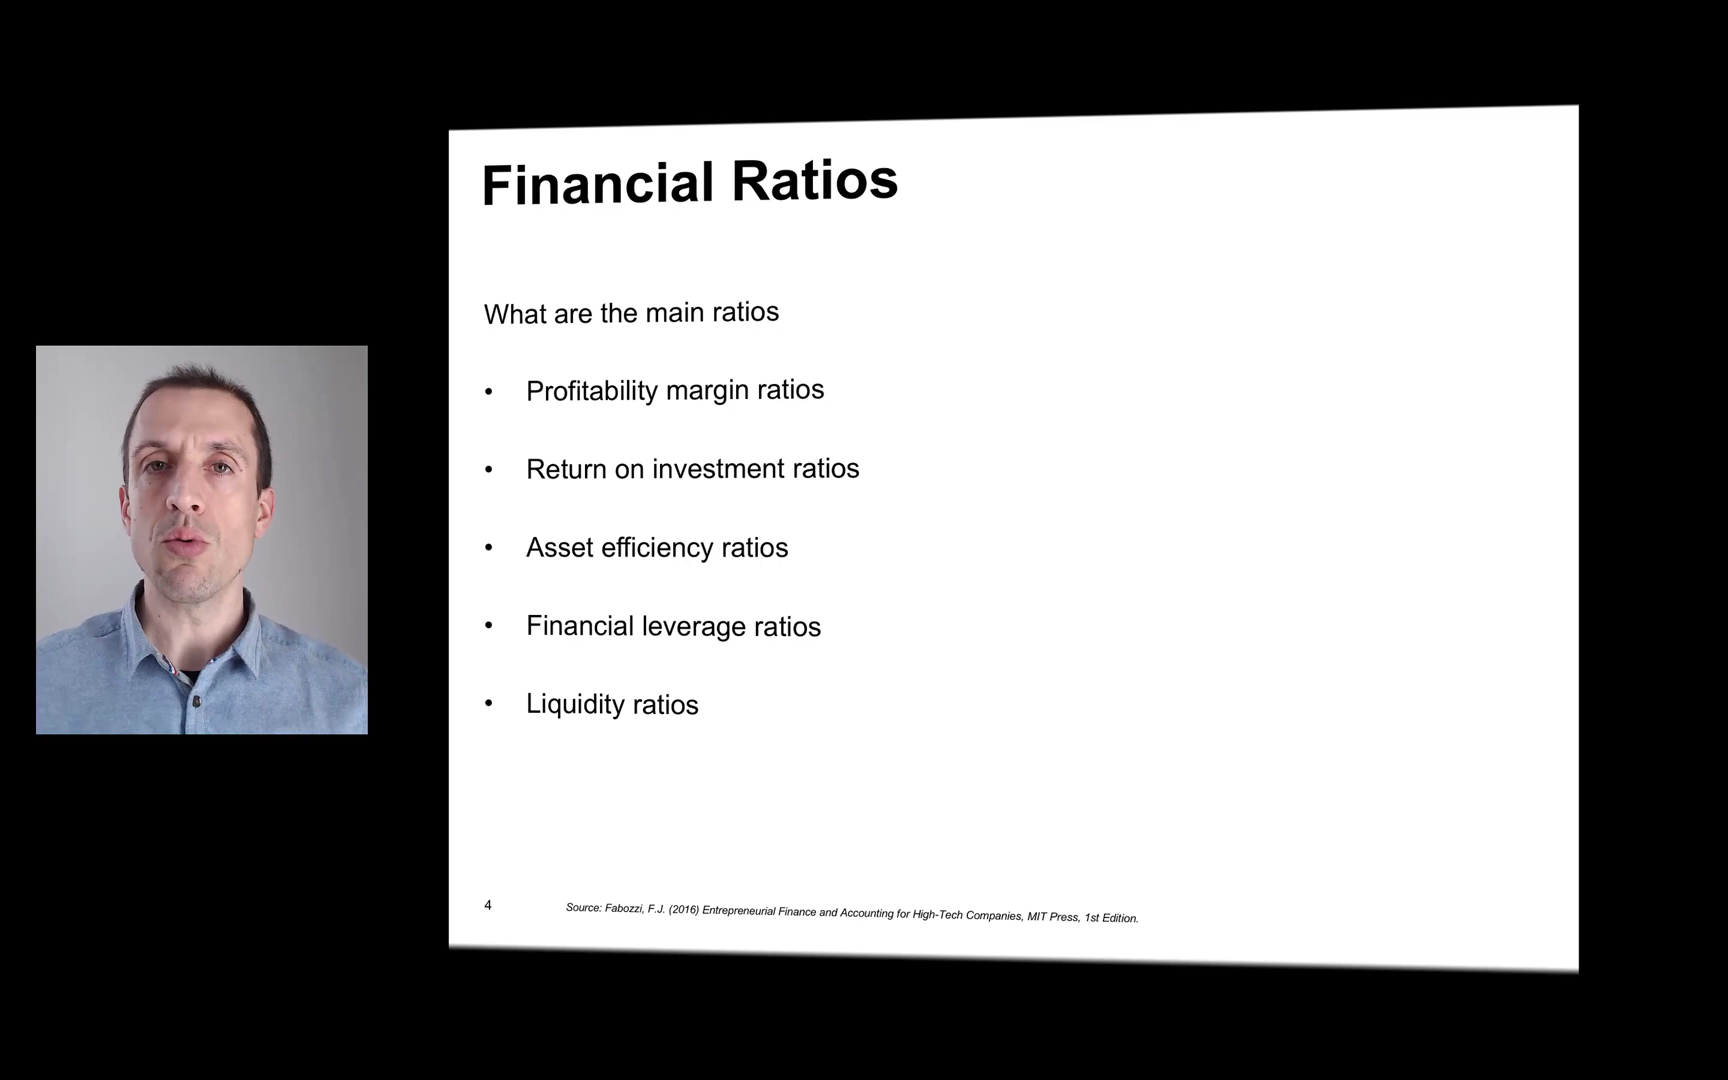 Financial Ratios
What are the main ratios
• Profitability margin ratios
• Return on investment ratios
• Asset efficiency ratios
• Financial leverage ratios
• Liquidity ratios
4
Source: Fabozzi, F.J. (2016) Entrepreneurial Finance and Accounting for High-Tech Companies, MIT Press, 1st Edition.